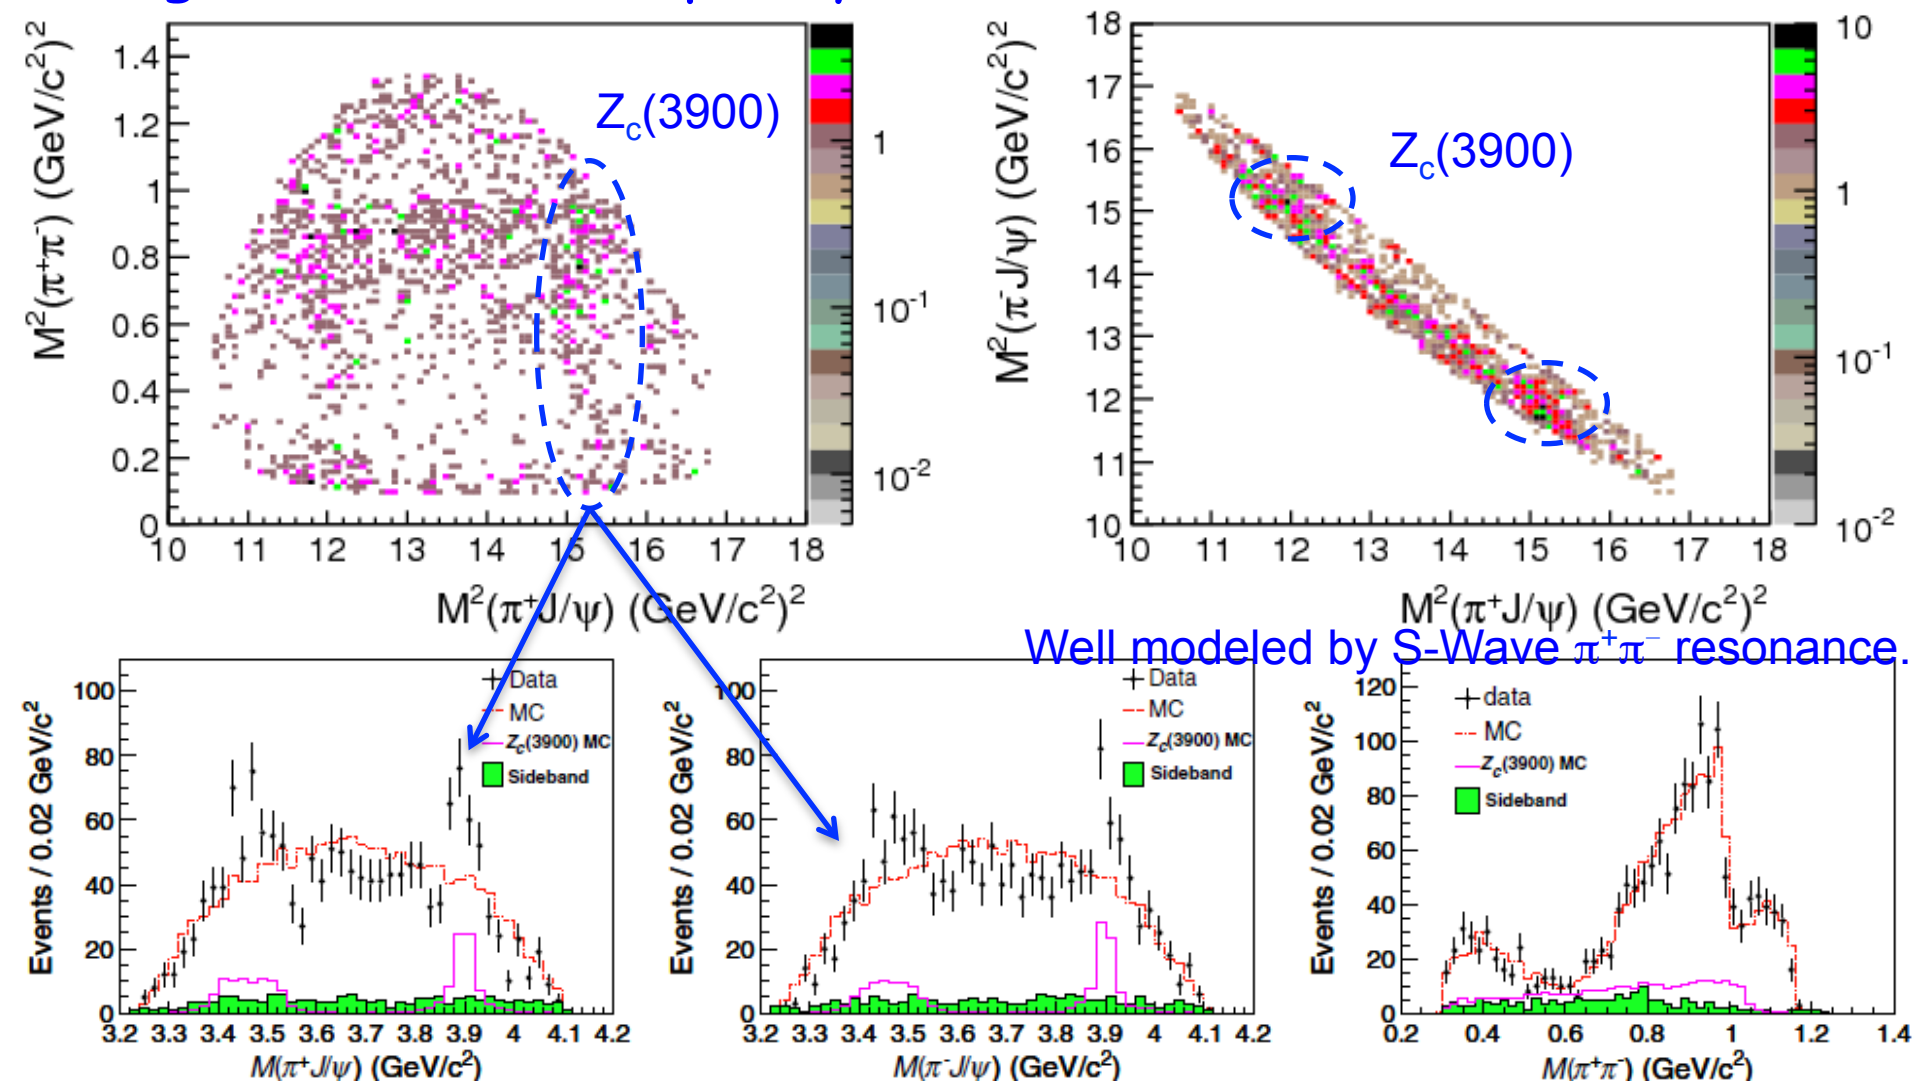 Z_c(3900)
M²(π⁺π⁻) (GeV/c²)²
1.4
1.2
1
0.8
0.6
0.4
0.2
0
10 11 12 13 14 15 16 17 18
M²(π⁺J/ψ) (GeV/c²)²
1
10⁻¹
10⁻²
Z_c(3900)
M²(π⁻J/ψ) (GeV/c²)²
18
17
16
15
14
13
12
11
10
10 11 12 13 14 15 16 17 18
M²(π⁺J/ψ) (GeV/c²)²
10
1
10⁻¹
10⁻²
Well modeled by S-Wave π⁺π⁻ resonance.
Events / 0.02 GeV/c²
100
80
60
40
20
0
Data
MC
Z_c(3900) MC
Sideband
3.2 3.3 3.4 3.5 3.6 3.7 3.8 3.9 4 4.1 4.2
M(π⁺J/ψ) (GeV/c²)
Events / 0.02 GeV/c²
100
80
60
40
20
0
Data
MC
Z_c(3900) MC
Sideband
3.2 3.3 3.4 3.5 3.6 3.7 3.8 3.9 4 4.1 4.2
M(π⁻J/ψ) (GeV/c²)
Events / 0.02 GeV/c²
120
100
80
60
40
20
0
data
MC
Z_c(3900) MC
Sideband
0.2 0.4 0.6 0.8 1 1.2 1.4
M(π⁺π⁻) (GeV/c²)